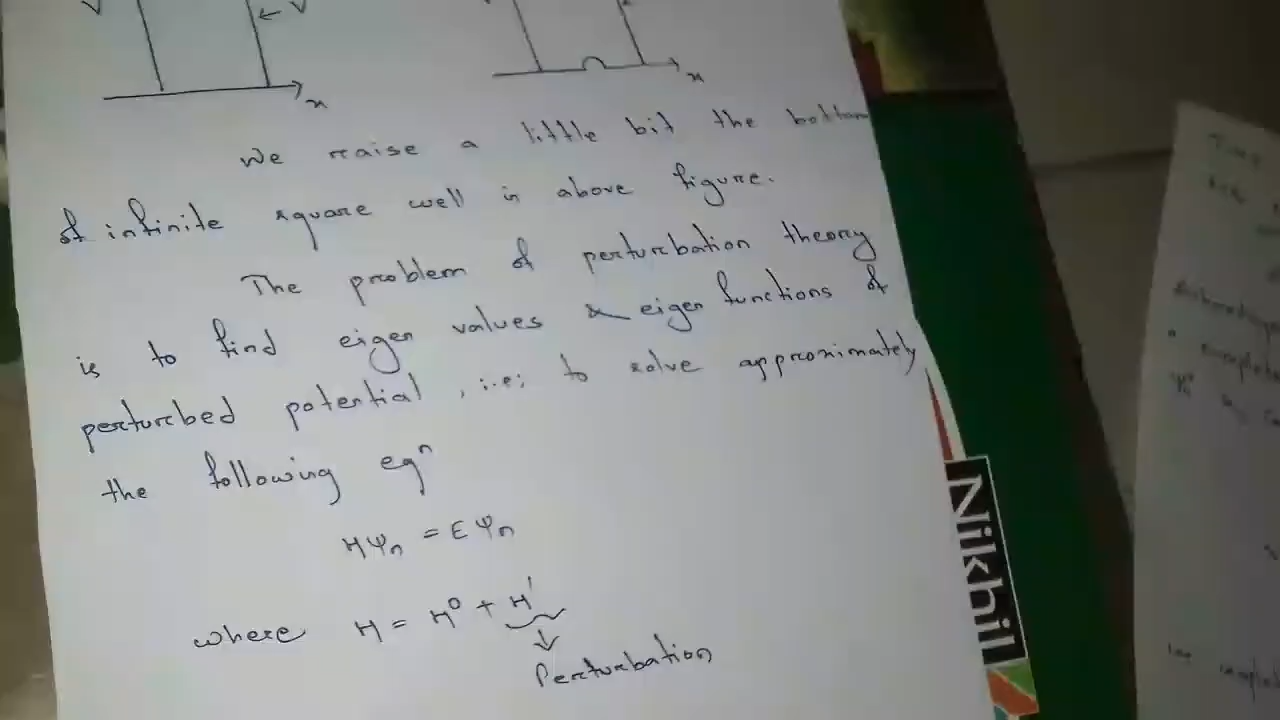 V
← V
x
x
We raise a little bit the bottom
of infinite square well in above figure.
The problem of perturbation theory
is to find eigen values & eigen functions of
perturbed potential, i.e; to solve approximately
the following eqⁿ
Hψn = Eψn
where H = H⁰ + H'
↓
Perturbation
Nikhil